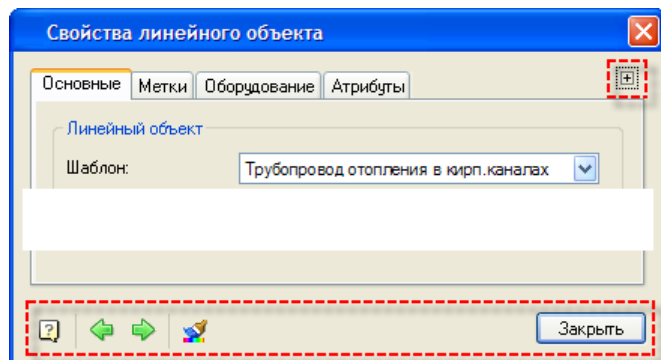 Свойства линейного объекта
Основные Метки Оборудование Атрибуты
Линейный объект
Шаблон: Трубопровод отопления в кирп.каналах
Закрыть